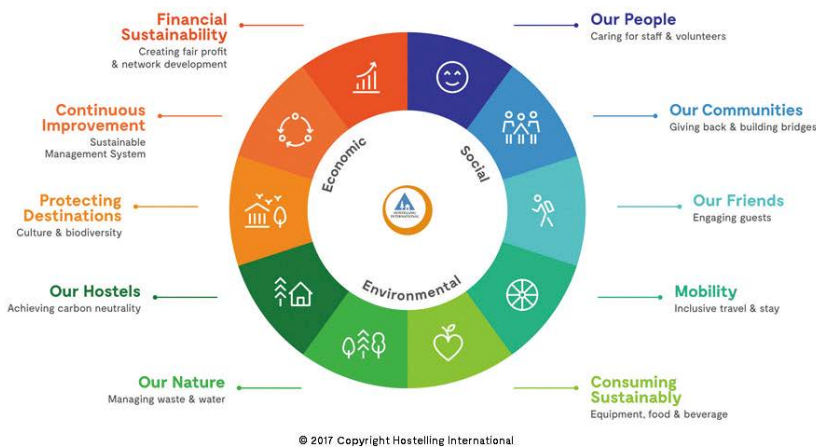 Financial
Sustainability
Creating fair profit
& network development
Our People
Caring for staff & volunteers
Continuous
Improvement
Sustainable
Management System
Our Communities
Giving back & building bridges
Economic
Social
Protecting
Destinations
Culture & biodiversity
HOSTELLING
INTERNATIONAL
Our Friends
Engaging guests
Environmental
Our Hostels
Achieving carbon neutrality
Mobility
Inclusive travel & stay
Our Nature
Managing waste & water
Consuming
Sustainably
Equipment, food & beverage
© 2017 Copyright Hostelling International